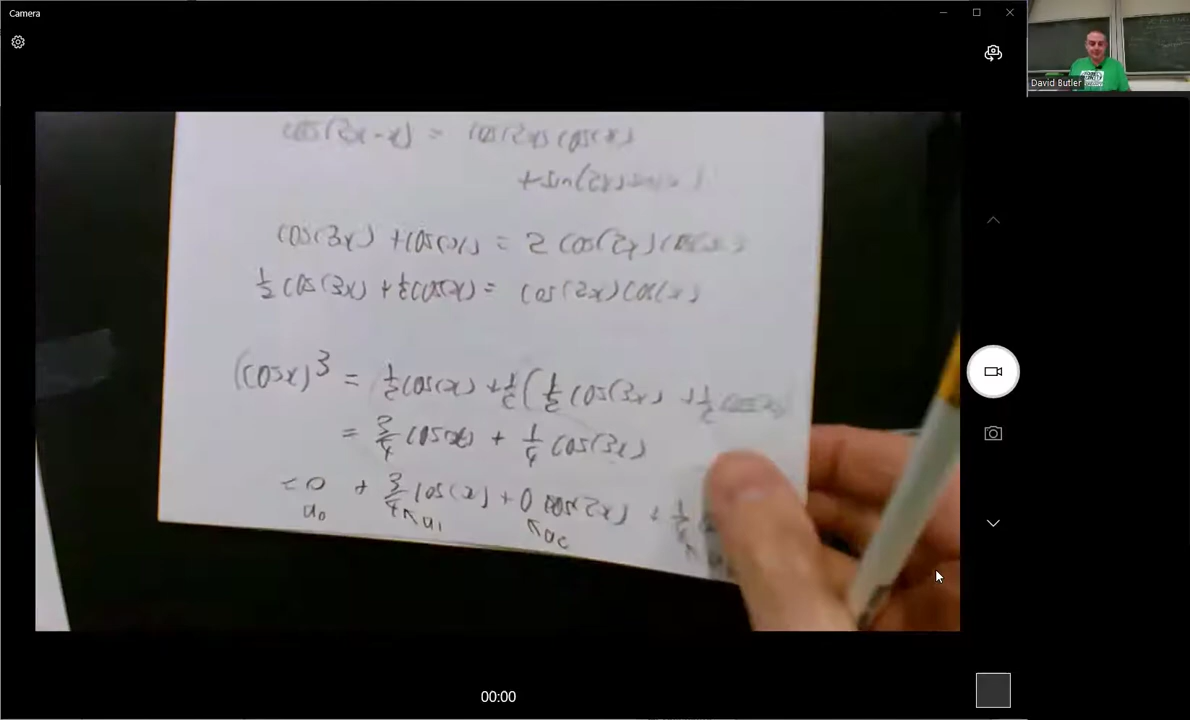 Camera
David Butler
cos(2x-x) = cos(2x)cos(x)
+sin(2x)sin(x)
cos(3x) + cos(x) = 2 cos(2x)cos(x)
1/2 cos(3x) + 1/2 cos(x) = cos(2x)cos(x)
(cosx)^3 = 1/2 cos(x) + 1/2 (1/2 cos(3x) + 1/2 cos(x)
= 3/4 cos(x) + 1/4 cos(3x)
= 0 + 3/4 cos(x) + 0 cos(2x) + 1/4
a0 ↖a1 ↖a2
00:00